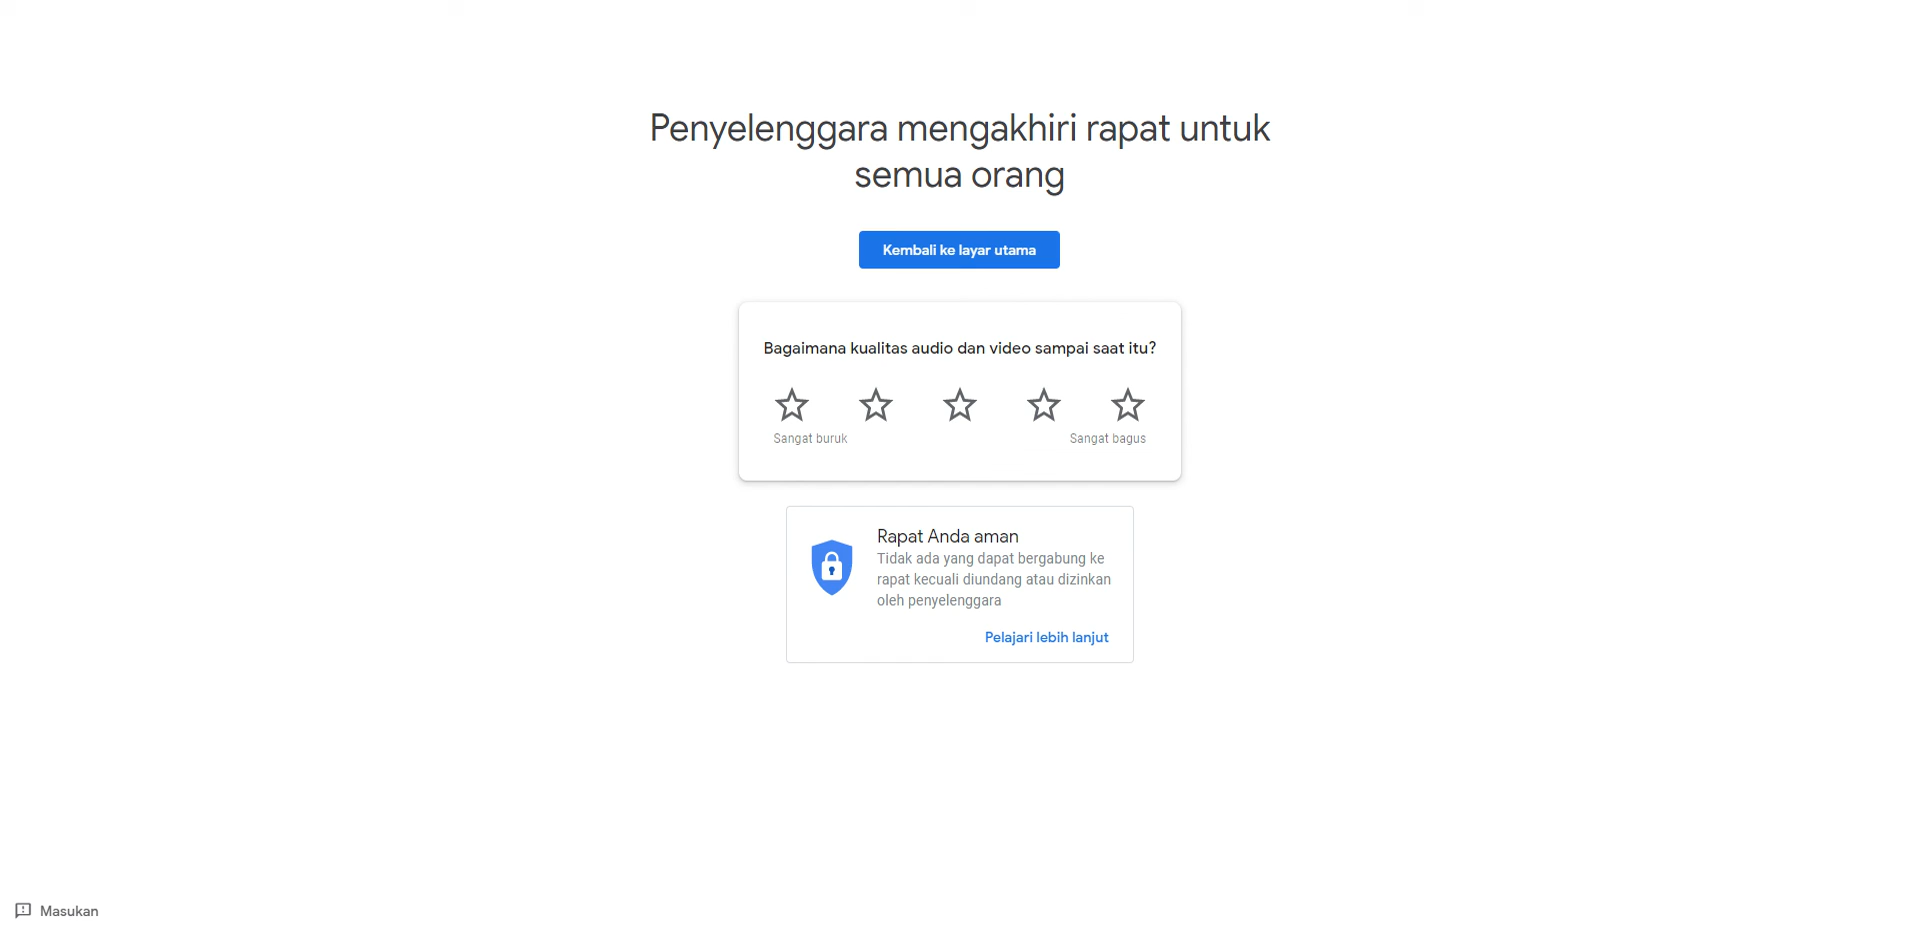 Penyelenggara mengakhiri rapat untuk
semua orang
Kembali ke layar utama
Bagaimana kualitas audio dan video sampai saat itu?
Sangat buruk
Sangat bagus
Rapat Anda aman
Tidak ada yang dapat bergabung ke
rapat kecuali diundang atau dizinkan
oleh penyelenggara
Pelajari lebih lanjut
Masukan